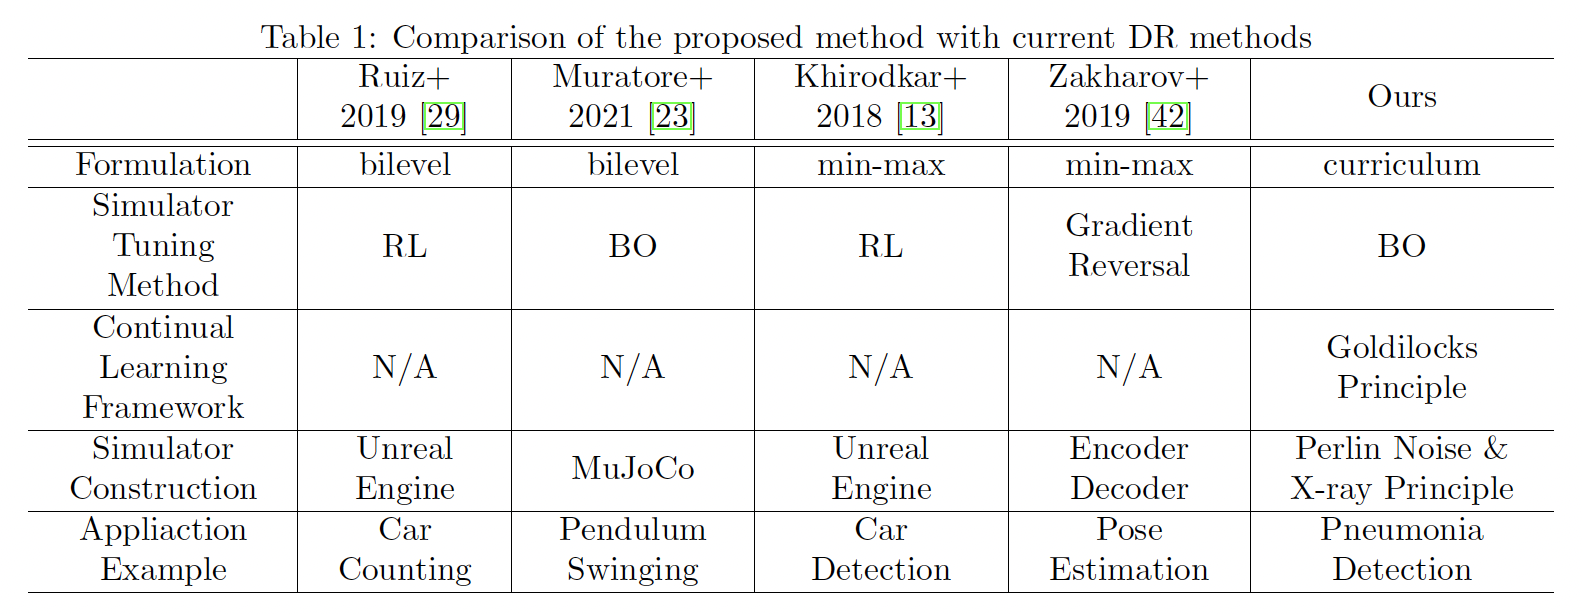 Table 1: Comparison of the proposed method with current DR methods
Ruiz+
2019 [29]
Muratore+
2021 [23]
Khirodkar+
2018 [13]
Zakharov+
2019 [42]
Ours
Formulation
bilevel
bilevel
min-max
min-max
curriculum
Simulator
Tuning
Method
RL
BO
RL
Gradient
Reversal
BO
Continual
Learning
Framework
N/A
N/A
N/A
N/A
Goldilocks
Principle
Simulator
Construction
Unreal
Engine
MuJoCo
Unreal
Engine
Encoder
Decoder
Perlin Noise &
X-ray Principle
Appliaction
Example
Car
Counting
Pendulum
Swinging
Car
Detection
Pose
Estimation
Pneumonia
Detection